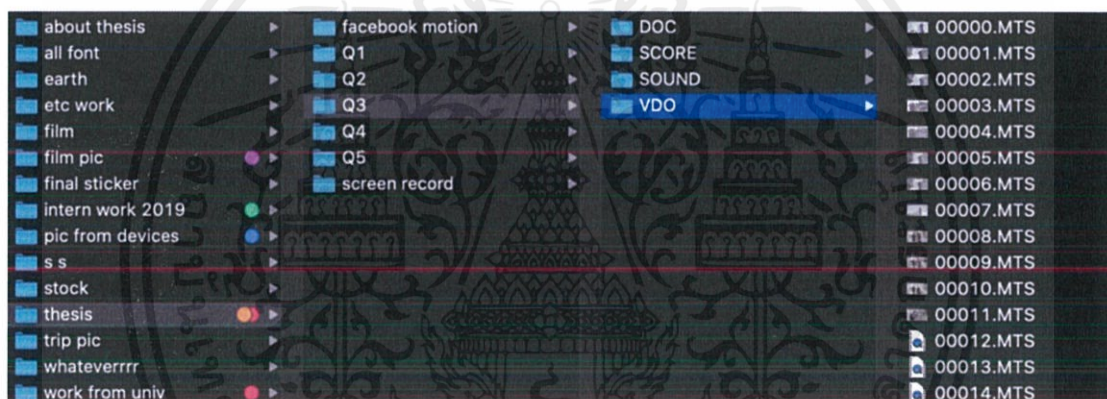 about thesis
all font
earth
etc work
film
film pic
final sticker
intern work 2019
pic from devices
s s
stock
thesis
trip pic
whateverrrr
work from univ
facebook motion
Q1
Q2
Q3
Q4
Q5
screen record
DOC
SCORE
SOUND
VDO
00000.MTS
00001.MTS
00002.MTS
00003.MTS
00004.MTS
00005.MTS
00006.MTS
00007.MTS
00008.MTS
00009.MTS
00010.MTS
00011.MTS
00012.MTS
00013.MTS
00014.MTS